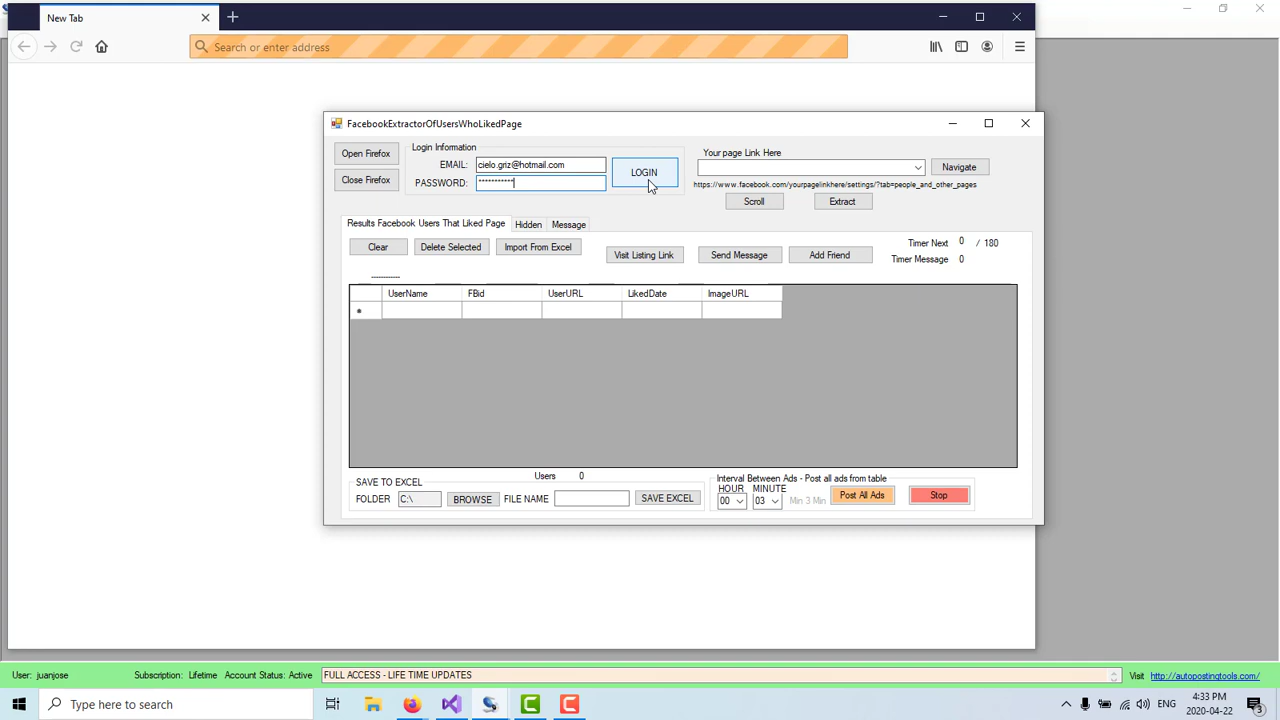 New Tab
Search or enter address
FacebookExtractorOfUsersWhoLikedPage
Open Firefox
Close Firefox
Login Information
EMAIL: cielo.griz@hotmail.com
PASSWORD: ***********
LOGIN
Your page Link Here
Navigate
https://www.facebook.com/yourpagelinkhere/settings/?tab=people_and_other_pages
Scroll Extract
Results Facebook Users That Liked Page Hidden Message
Clear Delete Selected Import From Excel
Visit Listing Link Send Message Add Friend
Timer Next 0 / 180
Timer Message 0
------------
UserName FBid UserURL LikedDate ImageURL
*
Users 0
SAVE TO EXCEL
FOLDER C:\ BROWSE FILE NAME SAVE EXCEL
Interval Between Ads - Post all ads from table
HOUR MINUTE
00 03 Min 3 Min Post All Ads Stop
User: juanjose Subscription: Lifetime Account Status: Active FULL ACCESS - LIFE TIME UPDATES Visit http://autopostingtools.com/
Type here to search
ENG
4:33 PM
2020-04-22
3